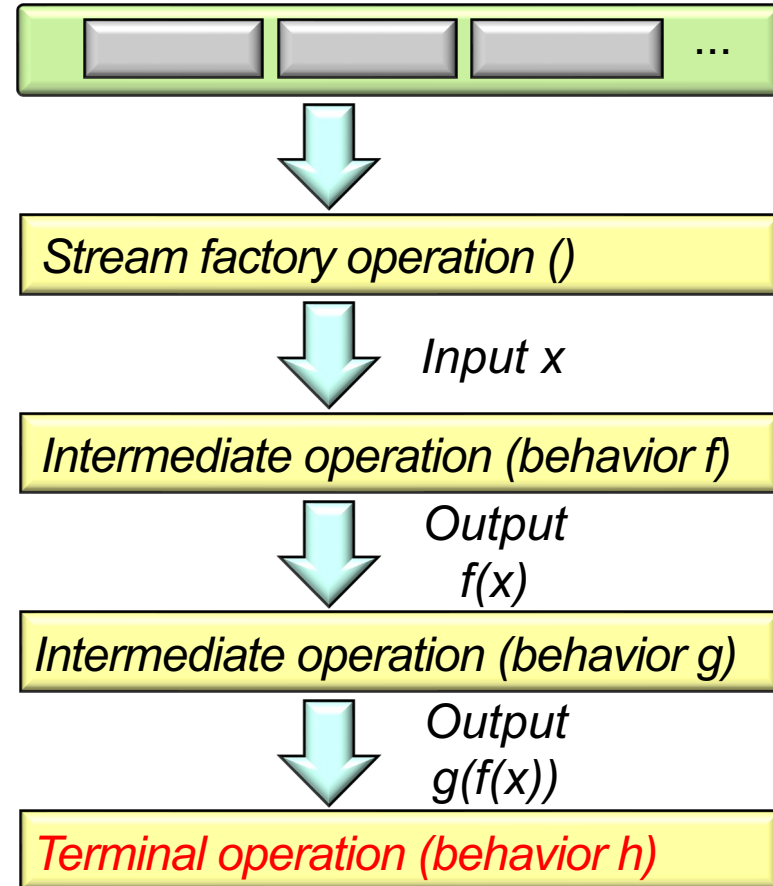 ...
Stream factory operation ()
Input x
Intermediate operation (behavior f)
Output
f(x)
Intermediate operation (behavior g)
Output
g(f(x))
Terminal operation (behavior h)